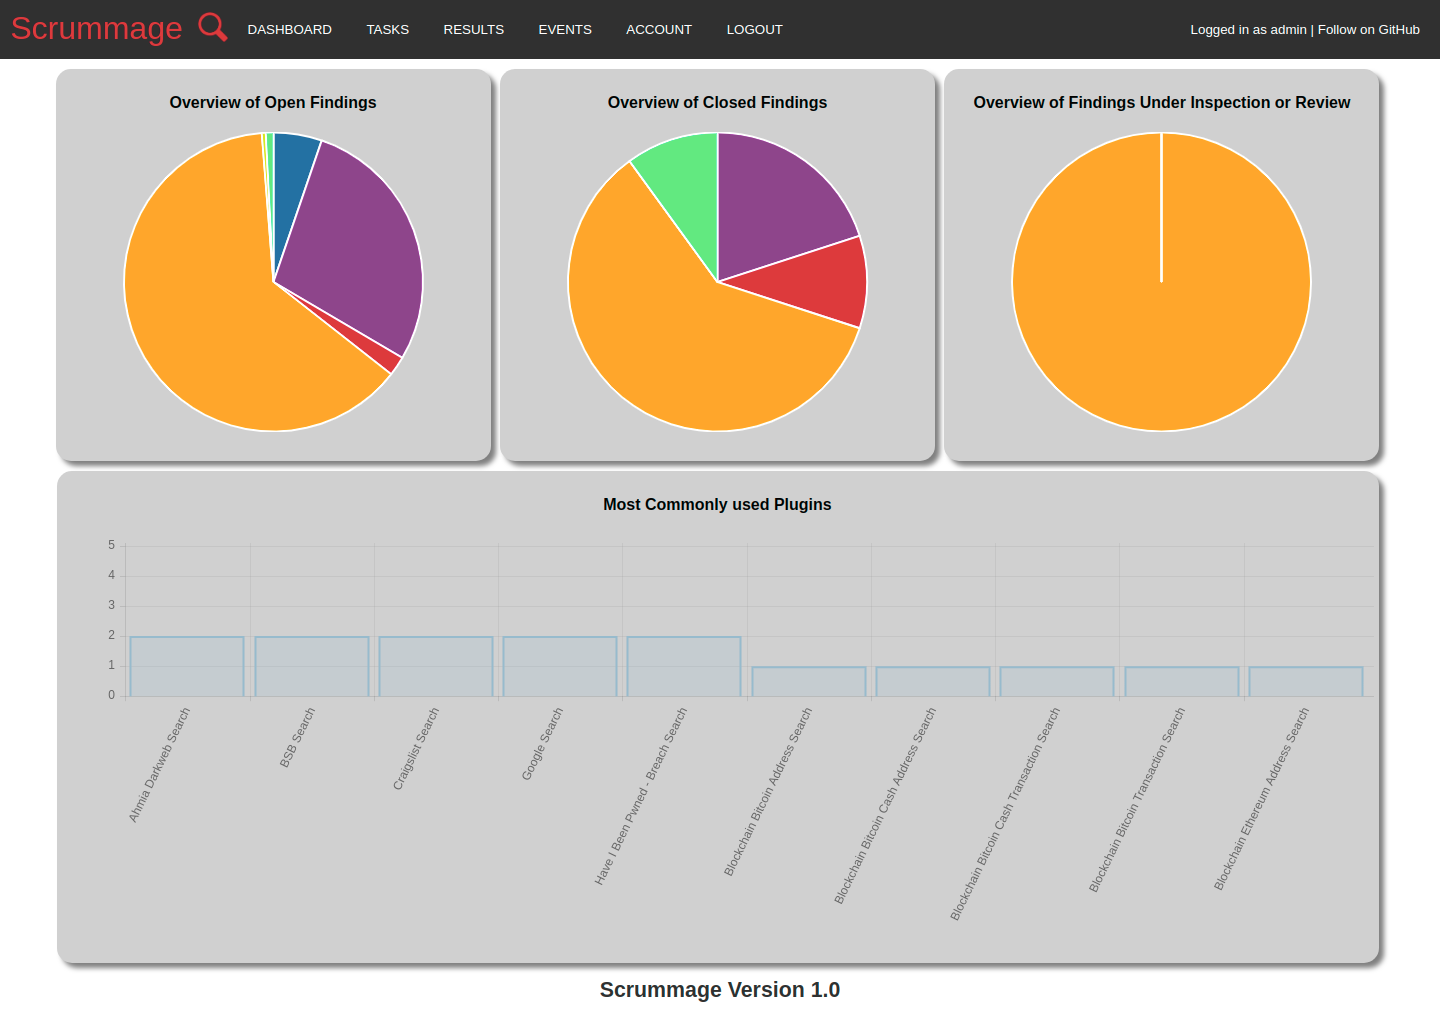 Scrummage
DASHBOARD TASKS RESULTS EVENTS ACCOUNT LOGOUT
Logged in as admin | Follow on GitHub
Overview of Open Findings
Overview of Closed Findings
Overview of Findings Under Inspection or Review
Most Commonly used Plugins
5
4
3
2
1
0
Ahmia Darkweb Search
BSB Search
Craigslist Search
Google Search
Have I Been Pwned - Breach Search
Blockchain Bitcoin Address Search
Blockchain Bitcoin Cash Address Search
Blockchain Bitcoin Cash Transaction Search
Blockchain Bitcoin Transaction Search
Blockchain Ethereum Address Search
Scrummage Version 1.0